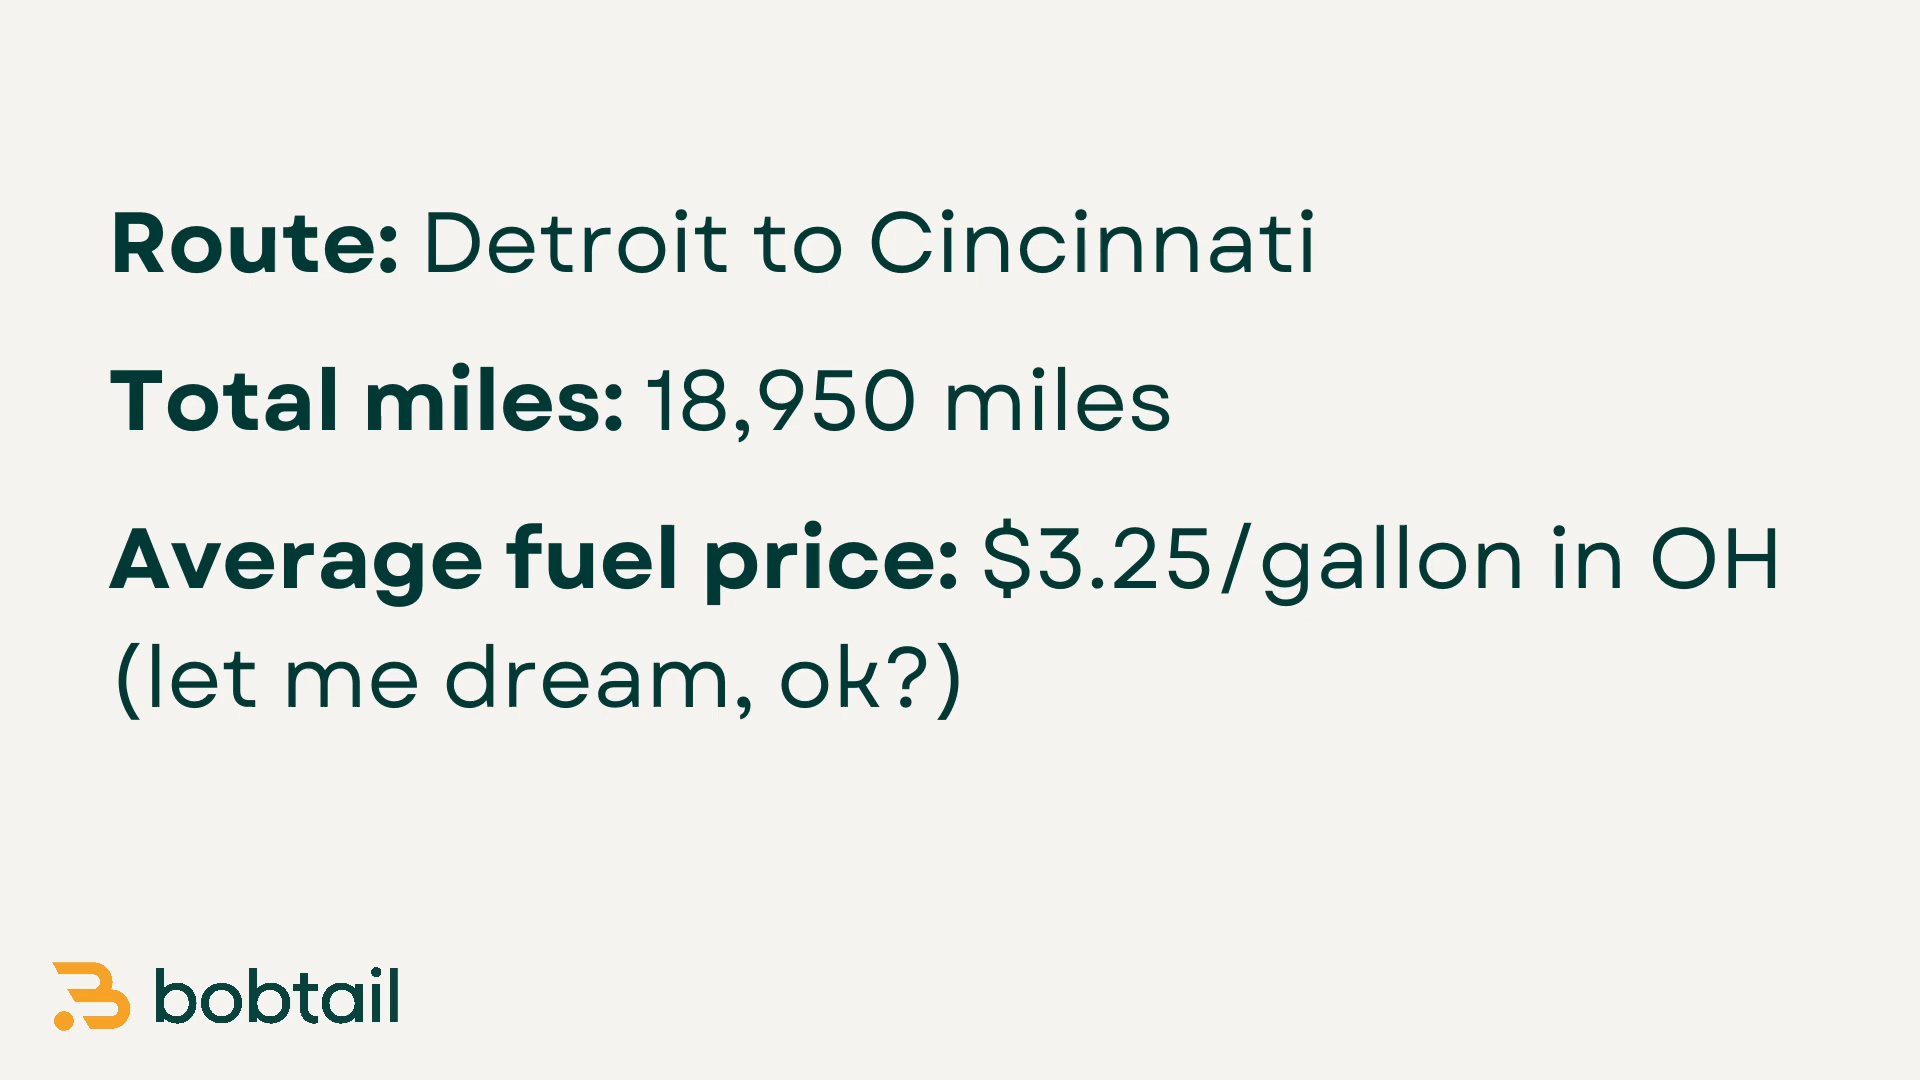 Route: Detroit to Cincinnati
Total miles: 18,950 miles
Average fuel price: $3.25/gallon in OH
(let me dream, ok?)
bobtail